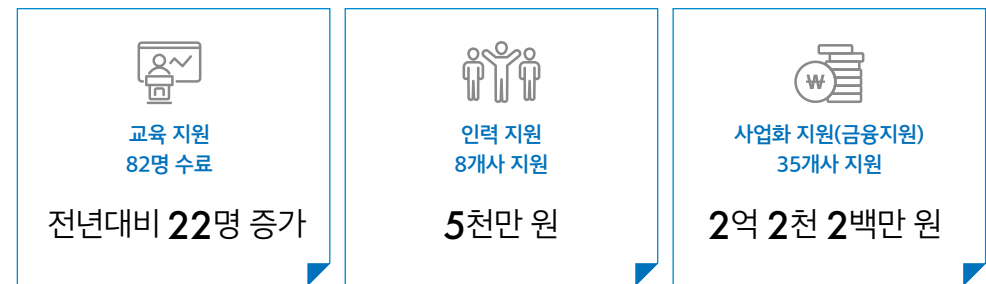 교육 지원
82명 수료
전년대비 22명 증가
인력 지원
8개사 지원
5천만 원
₩
사업화 지원(금융지원)
35개사 지원
2억 2천 2백만 원